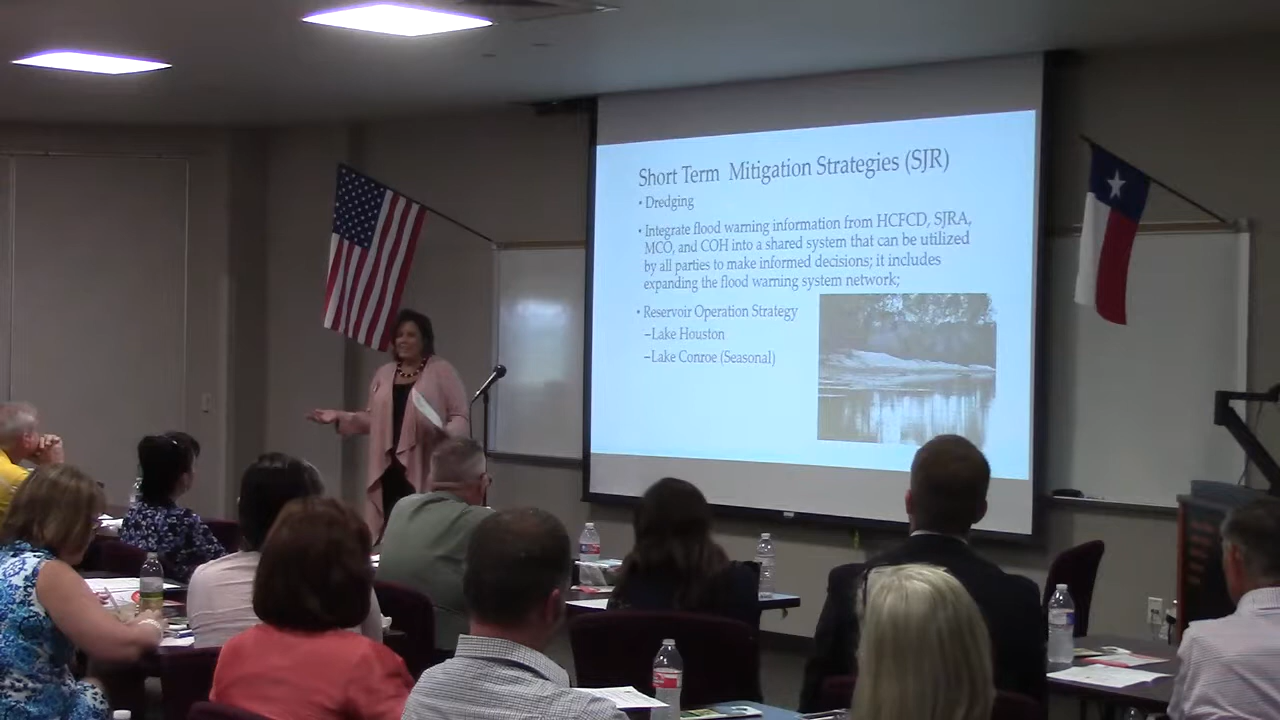 Short Term  Mitigation Strategies (SJR)
• Dredging
• Integrate flood warning information from HCFCD, SJRA,
MCO, and COH into a shared system that can be utilized
by all parties to make informed decisions; it includes
expanding the flood warning system network;
• Reservoir Operation Strategy
–Lake Houston
–Lake Conroe (Seasonal)